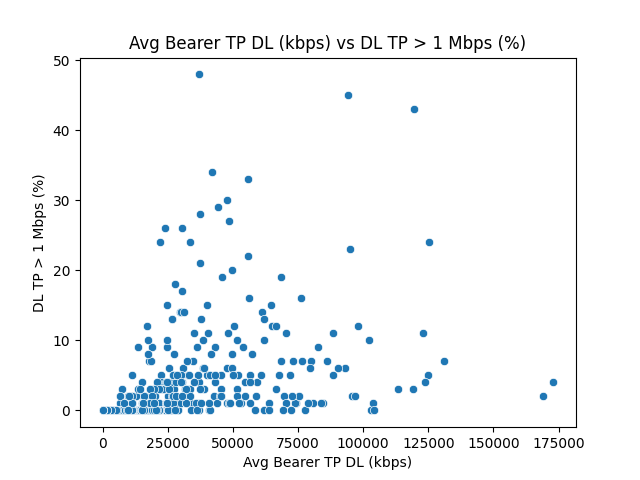 Avg Bearer TP DL (kbps) vs DL TP > 1 Mbps (%)
50
40
30
20
10
0
DL TP > 1 Mbps (%)
0 25000 50000 75000 100000 125000 150000 175000
Avg Bearer TP DL (kbps)